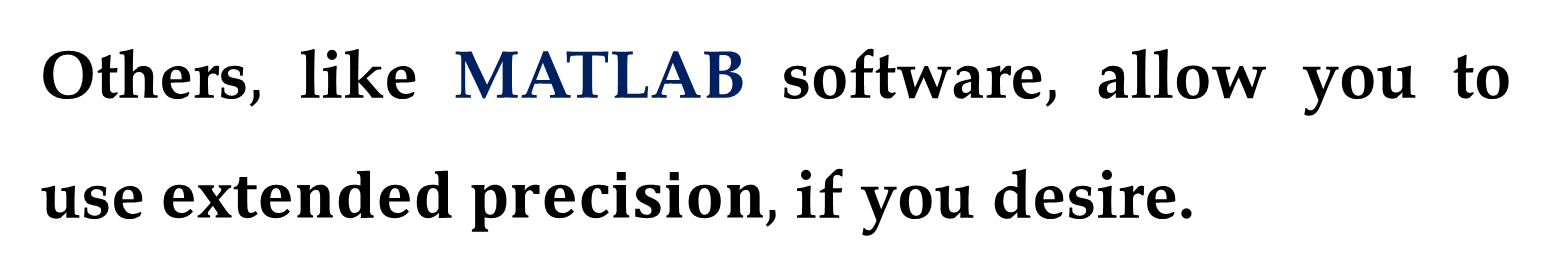 Others, like MATLAB software, allow you to
use extended precision, if you desire.